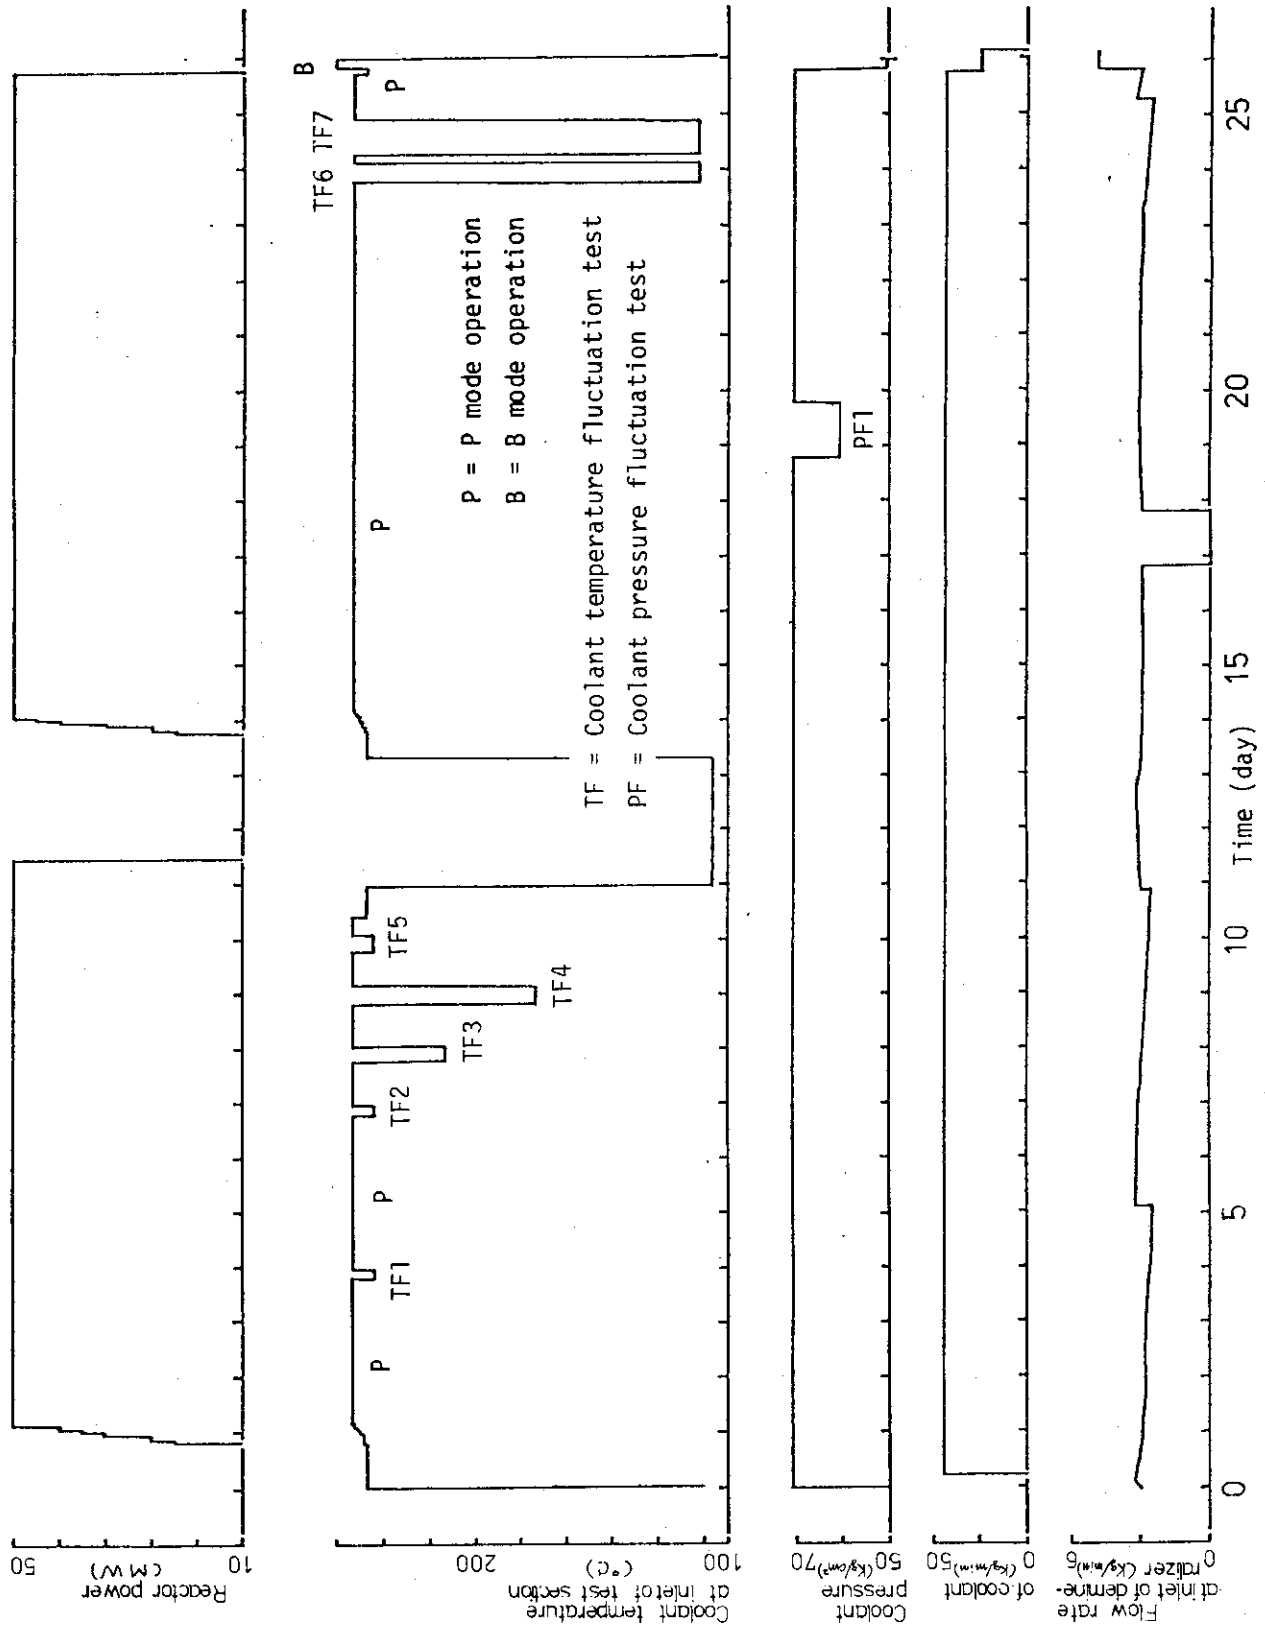 Reactor power
(MW)
50
10
Coolant temperature
at inlet of test section
(°C)
200
100
B
P
TF6 TF7
P
TF5
TF4
TF3
TF2
P
TF1
P
P = P mode operation
B = B mode operation
TF = Coolant temperature fluctuation test
PF = Coolant pressure fluctuation test
Coolant
pressure
(Kg/cm²)
70
50
PF1
of coolant
(Kg/min)
50
0
Flow rate
at inlet of demine-
ralizer (Kg/min)
0
0
5
10
15
20
25
Time (day)